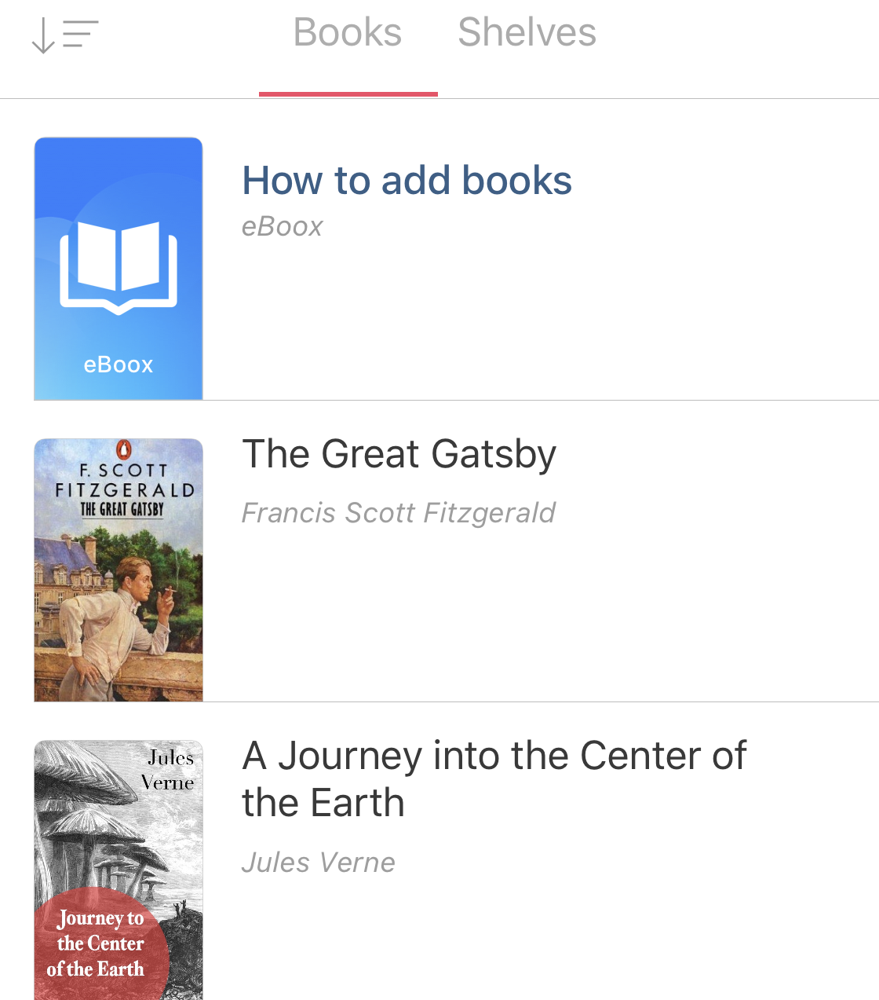 Books
Shelves
How to add books
eBoox
eBoox
The Great Gatsby
Francis Scott Fitzgerald
F. SCOTT
FITZGERALD
THE GREAT GATSBY
A Journey into the Center of
the Earth
Jules Verne
Jules
Verne
Journey to
the Center
of the Earth